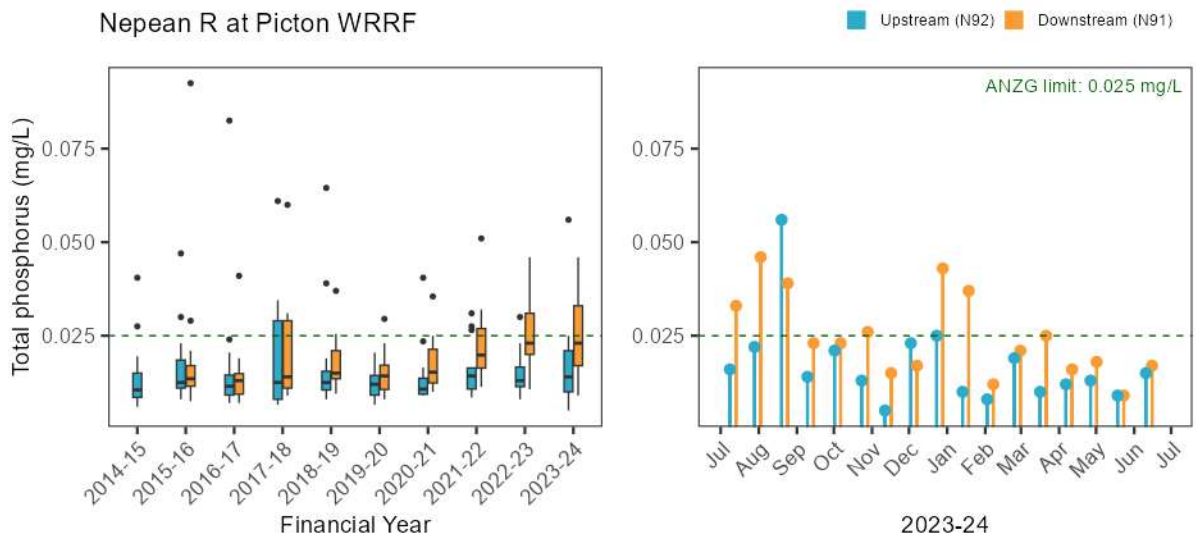 Nepean R at Picton WRRF
Upstream (N92) Downstream (N91)
Total phosphorus (mg/L)
0.075
0.050
0.025
2014-15 2015-16 2016-17 2017-18 2018-19 2019-20 2020-21 2021-22 2022-23 2023-24
Financial Year
ANZG limit: 0.025 mg/L
0.075
0.050
0.025
Jul Aug Sep Oct Nov Dec Jan Feb Mar Apr May Jun Jul
2023-24